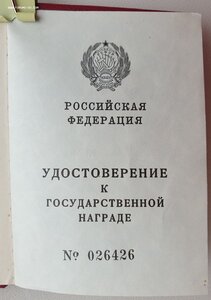 РОССИЙСКАЯ
ФЕДЕРАЦИЯ
УДОСТОВЕРЕНИЕ
К
ГОСУДАРСТВЕННОЙ
НАГРАДЕ
№ 026426